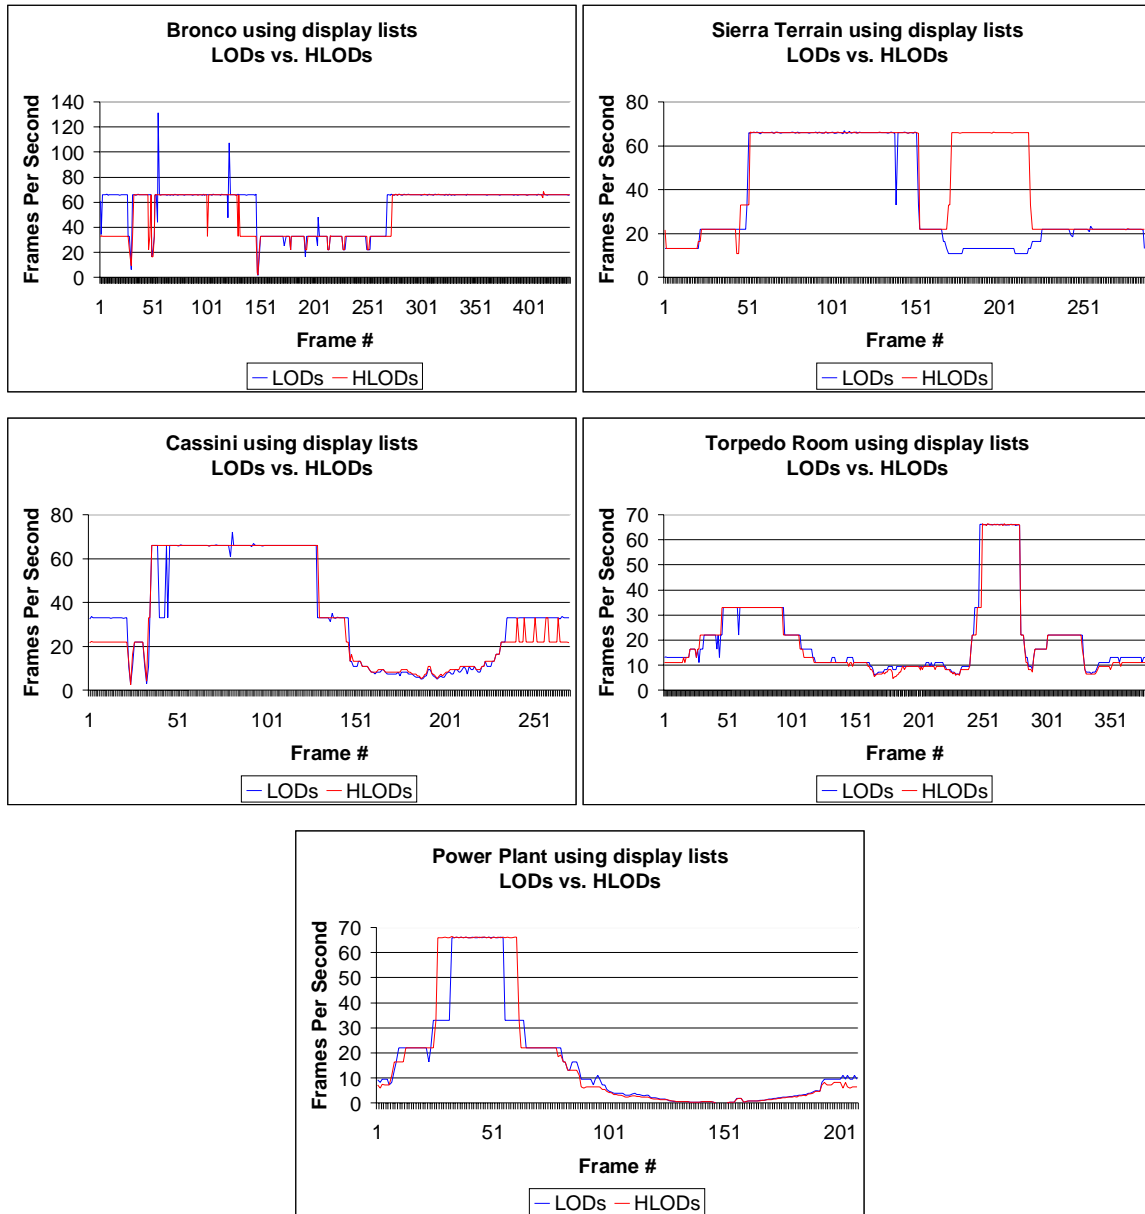 Bronco using display lists
LODs vs. HLODs
Frames Per Second
140
120
100
80
60
40
20
0
1 51 101 151 201 251 301 351 401
Frame #
LODs HLODs
Sierra Terrain using display lists
LODs vs. HLODs
Frames Per Second
80
60
40
20
0
1 51 101 151 201 251
Frame #
LODs HLODs
Cassini using display lists
LODs vs. HLODs
Frames Per Second
80
60
40
20
0
1 51 101 151 201 251
Frame #
LODs HLODs
Torpedo Room using display lists
LODs vs. HLODs
Frames Per Second
70
60
50
40
30
20
10
0
1 51 101 151 201 251 301 351
Frame #
LODs HLODs
Power Plant using display lists
LODs vs. HLODs
Frames Per Second
70
60
50
40
30
20
10
0
1 51 101 151 201
Frame #
LODs HLODs